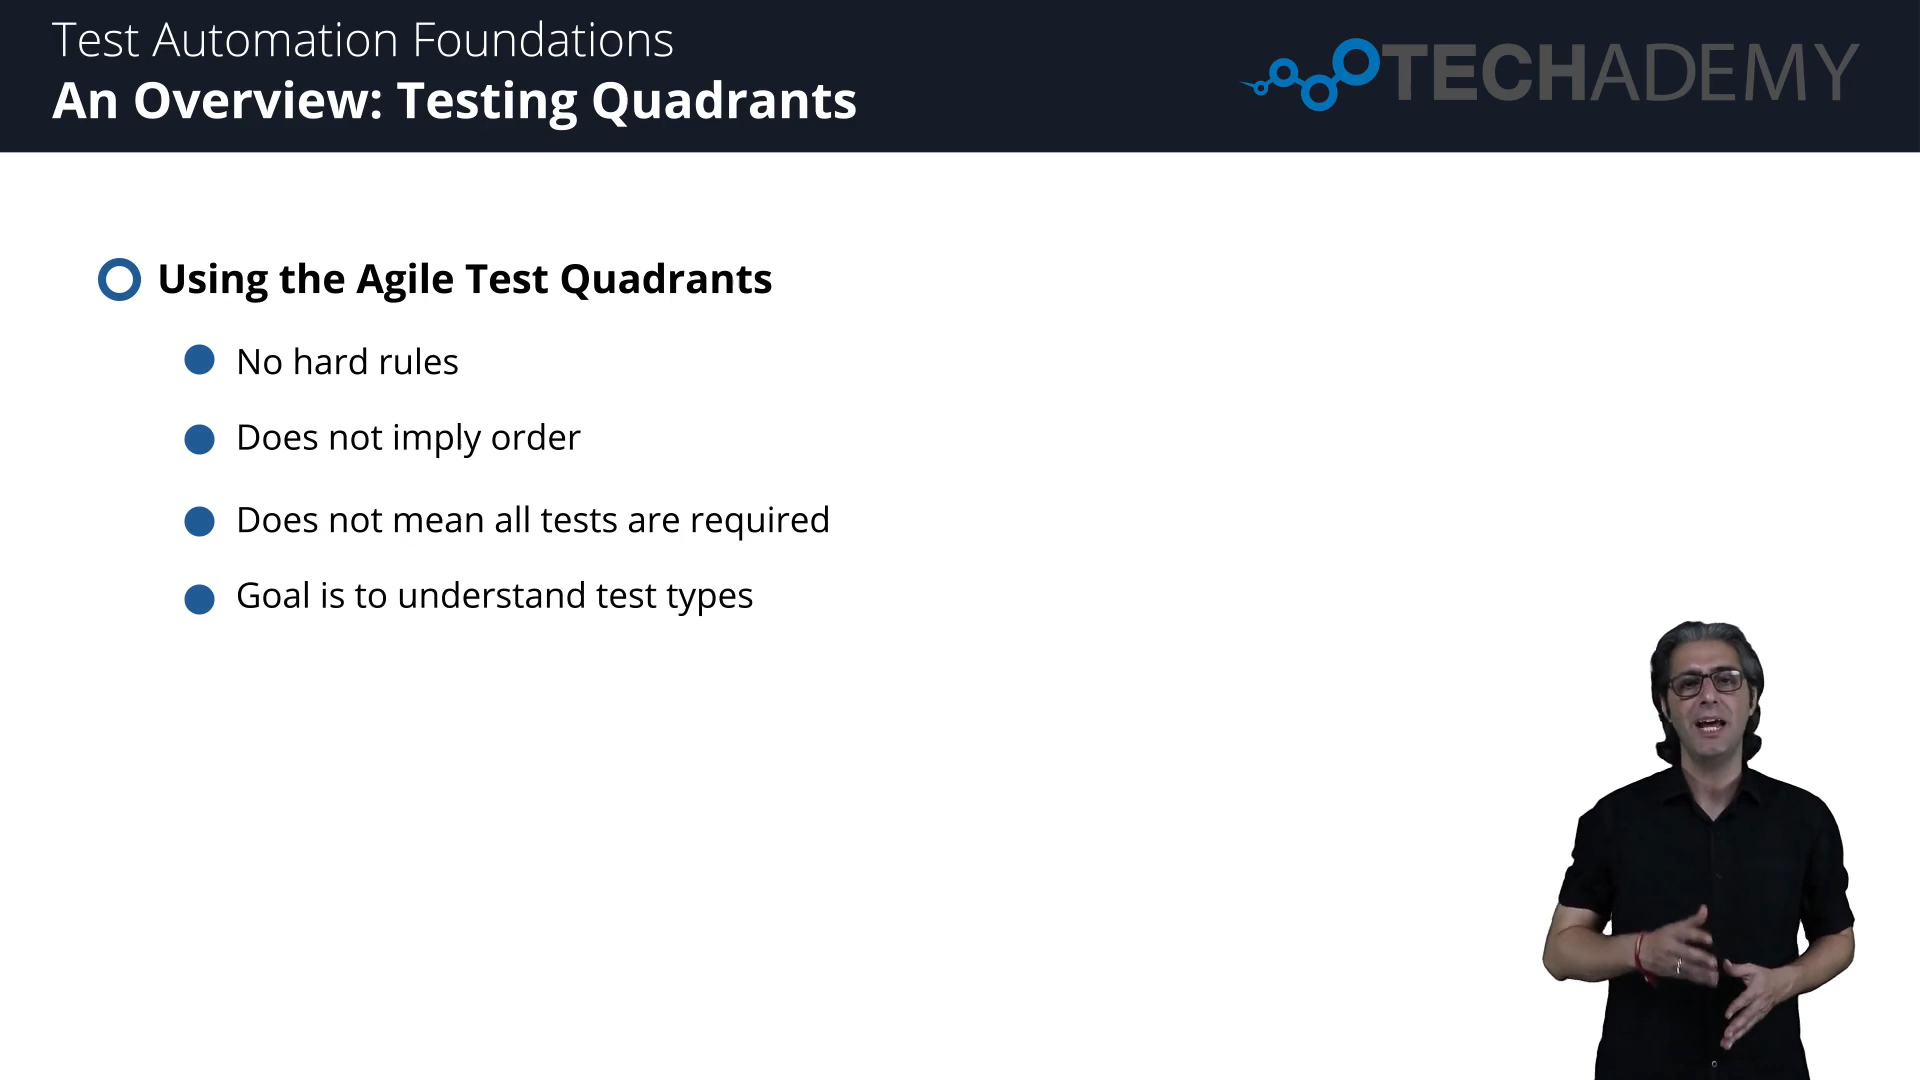 Test Automation Foundations
An Overview: Testing Quadrants
TECHADEMY
Using the Agile Test Quadrants
No hard rules
Does not imply order
Does not mean all tests are required
Goal is to understand test types